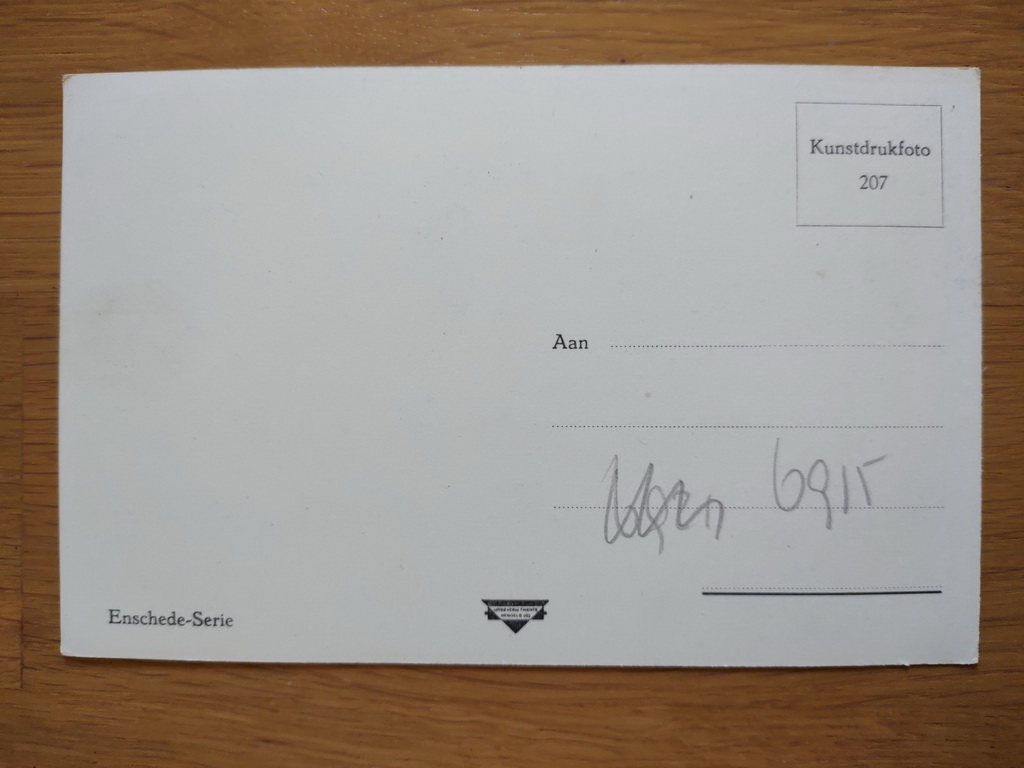 Kunstdrukfoto
207
Aan
6915
Enschede-Serie